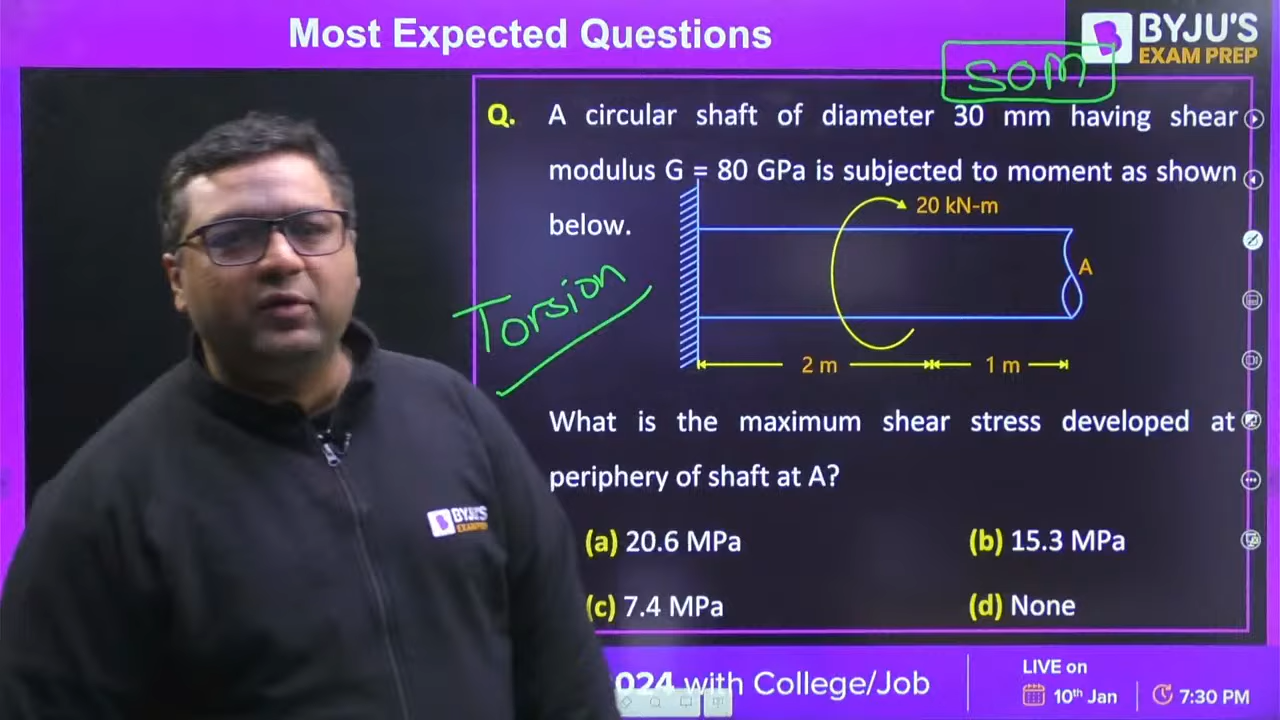 Most Expected Questions
BYJU'S
EXAM PREP
SOM
Q. A circular shaft of diameter 30 mm having shear
modulus G = 80 GPa is subjected to moment as shown
below.
20 kN-m
A
Torsion
2 m
1 m
What is the maximum shear stress developed at
periphery of shaft at A?
BYJU'S
EXAM PREP
(a) 20.6 MPa
(b) 15.3 MPa
(c) 7.4 MPa
(d) None
024 with College/Job
LIVE on
10th Jan
7:30 PM